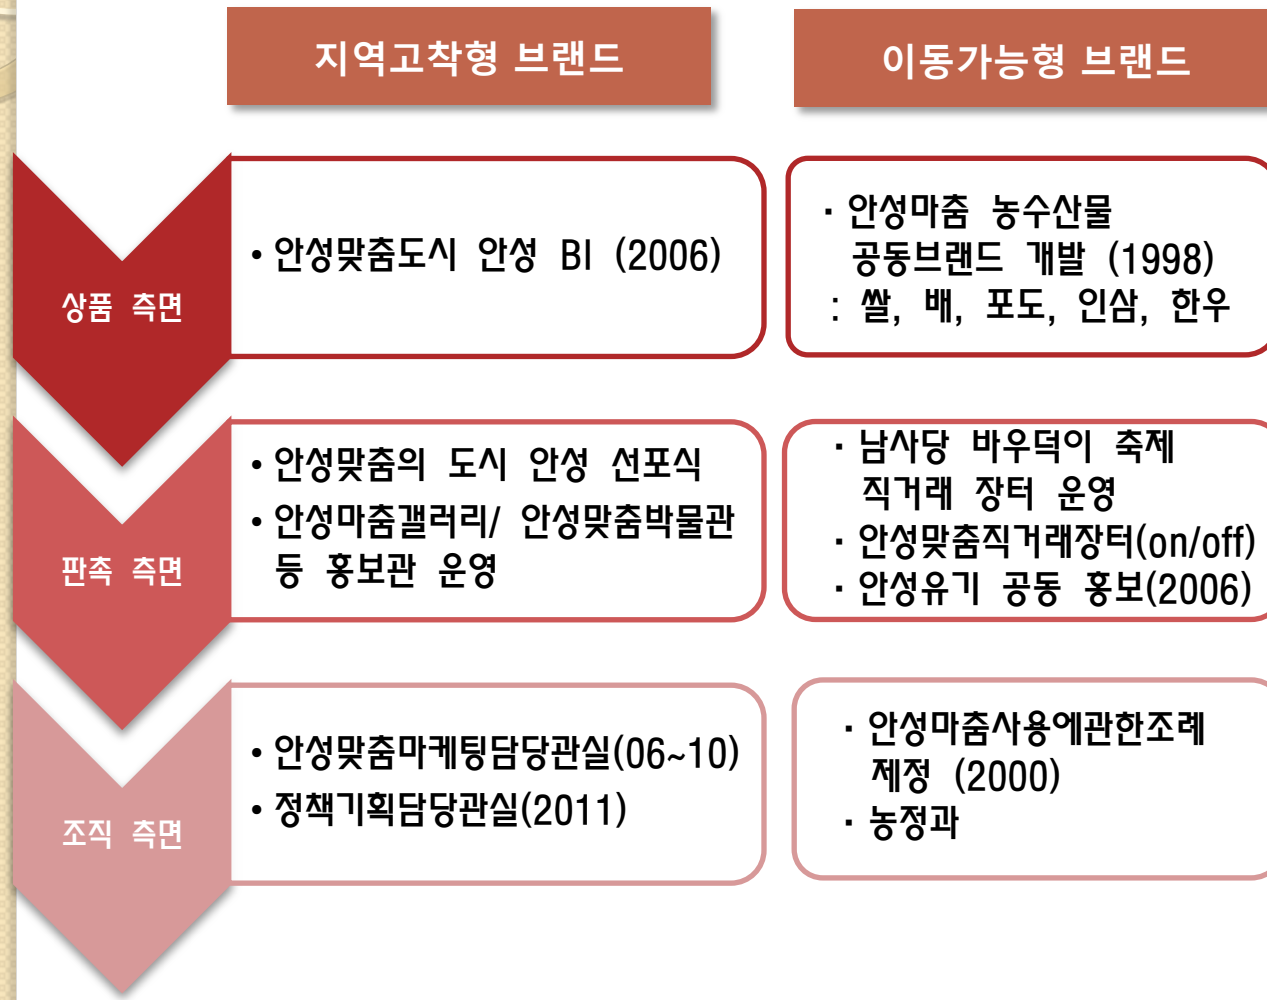 지역고착형 브랜드
이동가능형 브랜드
상품 측면
• 안성맞춤도시 안성 BI (2006)
· 안성마춤 농수산물
공동브랜드 개발 (1998)
: 쌀, 배, 포도, 인삼, 한우
판촉 측면
• 안성맞춤의 도시 안성 선포식
• 안성마춤갤러리/ 안성맞춤박물관
등 홍보관 운영
· 남사당 바우덕이 축제
직거래 장터 운영
· 안성맞춤직거래장터(on/off)
· 안성유기 공동 홍보(2006)
조직 측면
• 안성맞춤마케팅담당관실(06~10)
• 정책기획담당관실(2011)
· 안성마춤사용에관한조례
제정 (2000)
· 농정과